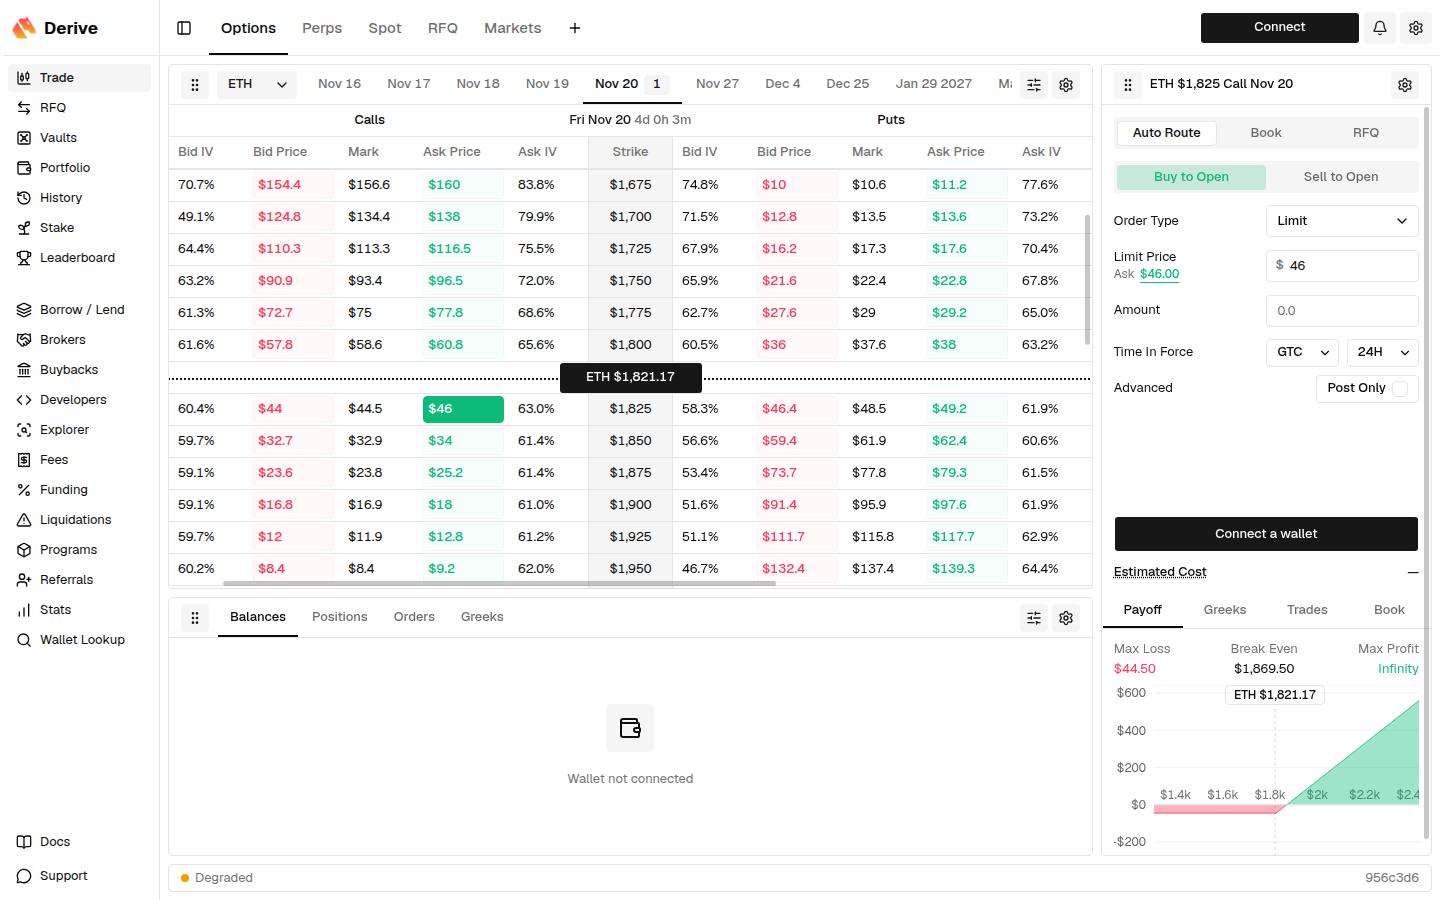 Derive
Options Perps Spot RFQ Markets +
Connect
Trade
RFQ
Vaults
Portfolio
History
Stake
Leaderboard
Borrow / Lend
Brokers
Buybacks
Developers
Explorer
Fees
Funding
Liquidations
Programs
Referrals
Stats
Wallet Lookup
Docs
Support
ETH Nov 16 Nov 17 Nov 18 Nov 19 Nov 20 1 Nov 27 Dec 4 Dec 25 Jan 29 2027
Calls Fri Nov 20 4d 0h 3m Puts
Bid IV Bid Price Mark Ask Price Ask IV Strike Bid IV Bid Price Mark Ask Price Ask IV
70.7% $154.4 $156.6 $160 83.8% $1,675 74.8% $10 $10.6 $11.2 77.6%
49.1% $124.8 $134.4 $138 79.9% $1,700 71.5% $12.8 $13.5 $13.6 73.2%
64.4% $110.3 $113.3 $116.5 75.5% $1,725 67.9% $16.2 $17.3 $17.6 70.4%
63.2% $90.9 $93.4 $96.5 72.0% $1,750 65.9% $21.6 $22.4 $22.8 67.8%
61.3% $72.7 $75 $77.8 68.6% $1,775 62.7% $27.6 $29 $29.2 65.0%
61.6% $57.8 $58.6 $60.8 65.6% $1,800 60.5% $36 $37.6 $38 63.2%
ETH $1,821.17
60.4% $44 $44.5 $46 63.0% $1,825 58.3% $46.4 $48.5 $49.2 61.9%
59.7% $32.7 $32.9 $34 61.4% $1,850 56.6% $59.4 $61.9 $62.4 60.6%
59.1% $23.6 $23.8 $25.2 61.4% $1,875 53.4% $73.7 $77.8 $79.3 61.5%
59.1% $16.8 $16.9 $18 61.0% $1,900 51.6% $91.4 $95.9 $97.6 61.9%
59.7% $12 $11.9 $12.8 61.2% $1,925 51.1% $111.7 $115.8 $117.7 62.9%
60.2% $8.4 $8.4 $9.2 62.0% $1,950 46.7% $132.4 $137.4 $139.3 64.4%
Balances Positions Orders Greeks
Wallet not connected
ETH $1,825 Call Nov 20
Auto Route Book RFQ
Buy to Open Sell to Open
Order Type Limit
Limit Price
Ask $46.00
$ 46
Amount 0.0
Time In Force GTC 24H
Advanced Post Only
Connect a wallet
Estimated Cost —
Payoff Greeks Trades Book
Max Loss Break Even Max Profit
$44.50 $1,869.50 Infinity
ETH $1,821.17
$600
$400
$200
$1.4k $1.6k $1.8k $2k $2.2k $2.4
$0
-$200
Degraded
956c3d6